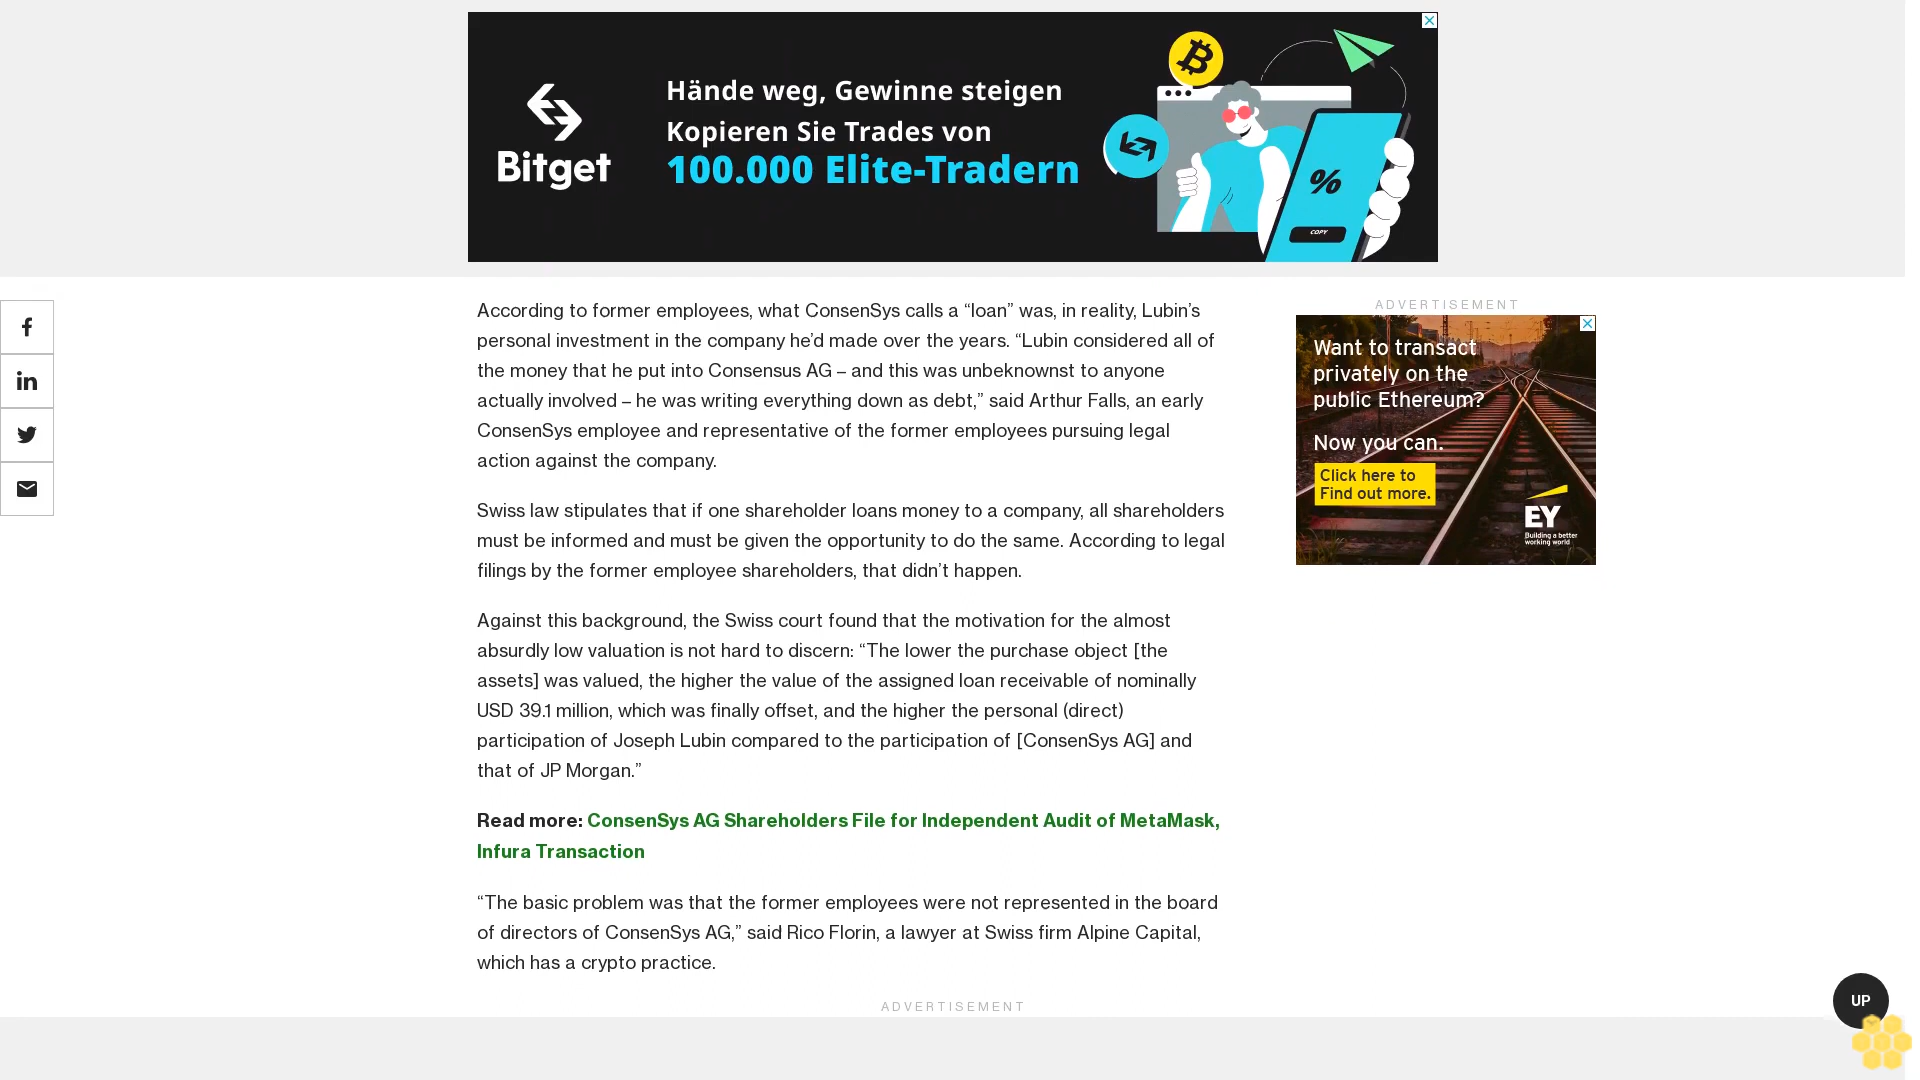 Bitget
Hände weg, Gewinne steigen
Kopieren Sie Trades von
100.000 Elite-Tradern
%
COPY
According to former employees, what ConsenSys calls a “loan” was, in reality, Lubin’s
personal investment in the company he’d made over the years. “Lubin considered all of
the money that he put into Consensus AG – and this was unbeknownst to anyone
actually involved – he was writing everything down as debt,” said Arthur Falls, an early
ConsenSys employee and representative of the former employees pursuing legal
action against the company.
Swiss law stipulates that if one shareholder loans money to a company, all shareholders
must be informed and must be given the opportunity to do the same. According to legal
filings by the former employee shareholders, that didn’t happen.
Against this background, the Swiss court found that the motivation for the almost
absurdly low valuation is not hard to discern: “The lower the purchase object [the
assets] was valued, the higher the value of the assigned loan receivable of nominally
USD 39.1 million, which was finally offset, and the higher the personal (direct)
participation of Joseph Lubin compared to the participation of [ConsenSys AG] and
that of JP Morgan.”
Read more: ConsenSys AG Shareholders File for Independent Audit of MetaMask,
Infura Transaction
“The basic problem was that the former employees were not represented in the board
of directors of ConsenSys AG,” said Rico Florin, a lawyer at Swiss firm Alpine Capital,
which has a crypto practice.
ADVERTISEMENT
Want to transact
privately on the
public Ethereum?
Now you can.
Click here to
Find out more.
EY
Building a better
working world
ADVERTISEMENT
UP